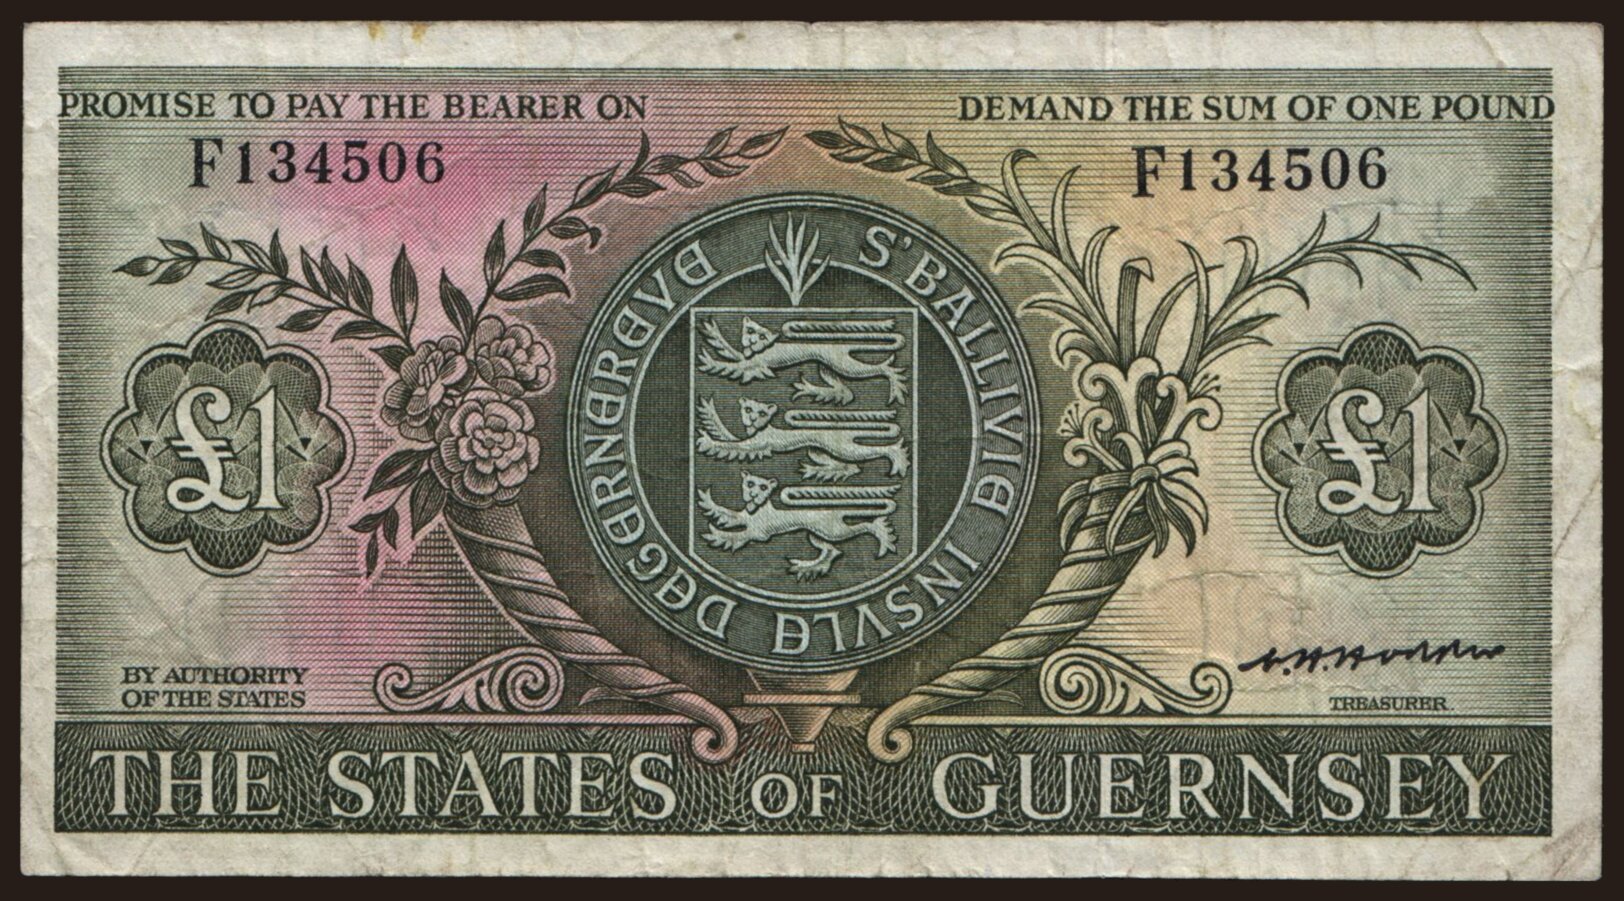 PROMISE TO PAY THE BEARER ON DEMAND THE SUM OF ONE POUND
F134506 F134506
S'BALLIVIE INSVLE DEGERNEREYE
£1 £1
BY AUTHORITY
OF THE STATES
TREASURER
THE STATES OF GUERNSEY